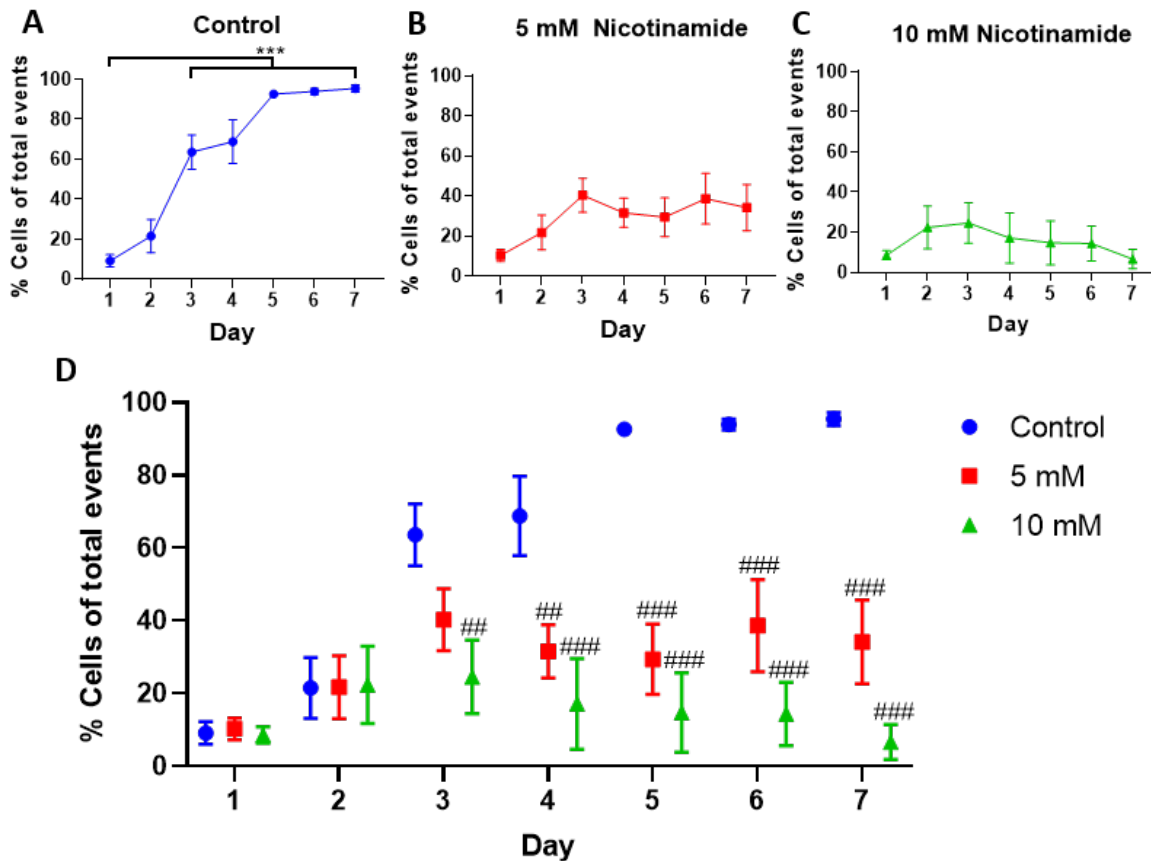 A
Control
***
% Cells of total events
100
80
60
40
20
0
1 2 3 4 5 6 7
Day
B
5 mM Nicotinamide
% Cells of total events
100
80
60
40
20
0
1 2 3 4 5 6 7
Day
C
10 mM Nicotinamide
% Cells of total events
100
80
60
40
20
0
1 2 3 4 5 6 7
Day
D
% Cells of total events
100
80
60
40
20
0
##
##
###
###
###
###
###
###
###
1 2 3 4 5 6 7
Day
Control
5 mM
10 mM